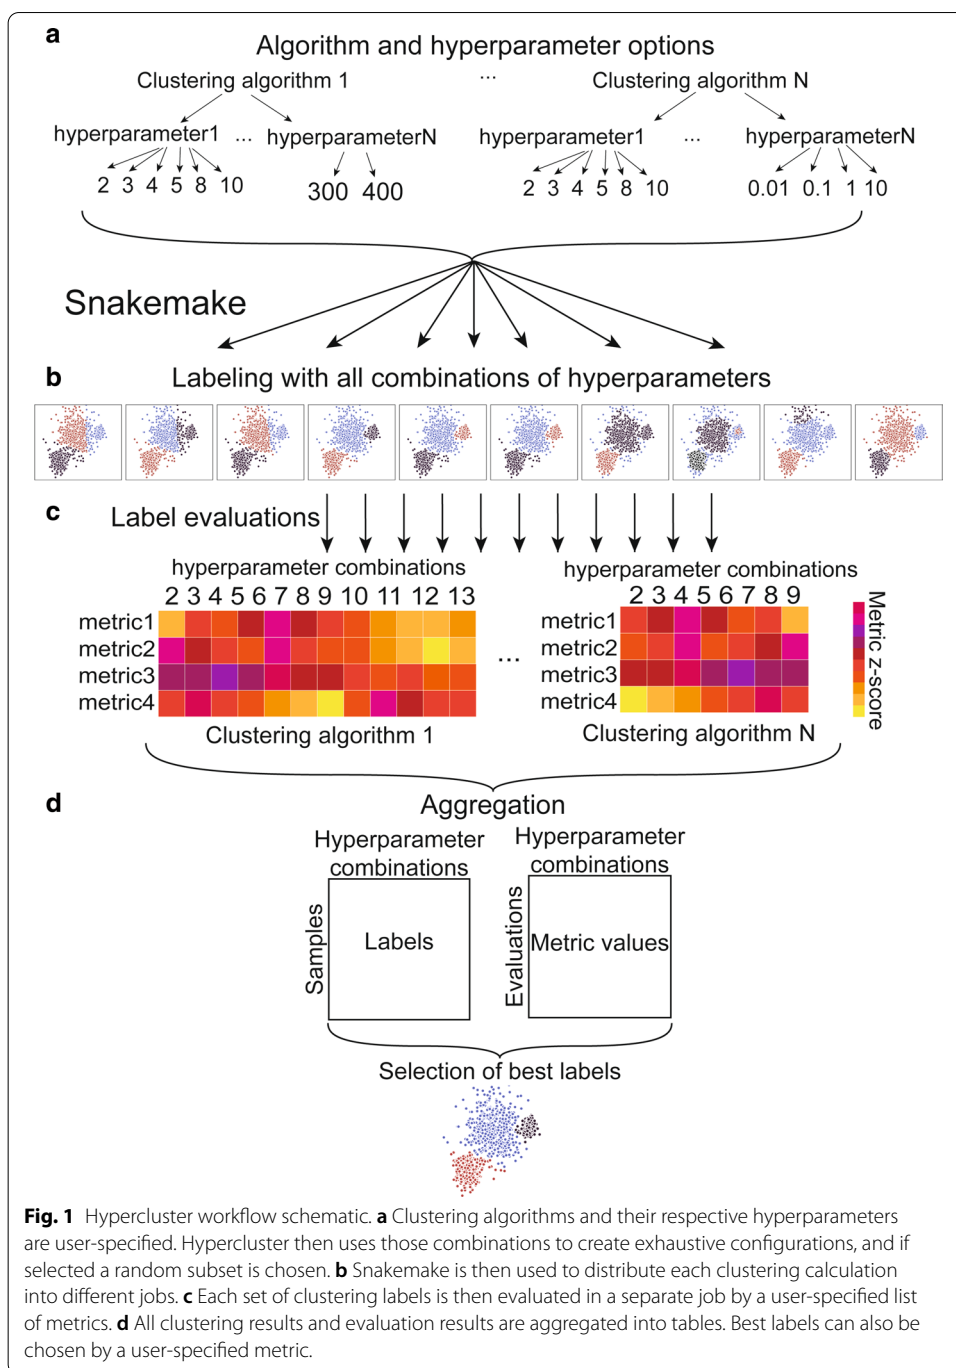 a
Algorithm and hyperparameter options
Clustering algorithm 1 ... Clustering algorithm N
hyperparameter1 ... hyperparameterN hyperparameter1 ... hyperparameterN
2 3 4 5 8 10 300 400 2 3 4 5 8 10 0.01 0.1 1 10
Snakemake
b
Labeling with all combinations of hyperparameters
c
Label evaluations
hyperparameter combinations hyperparameter combinations
2 3 4 5 6 7 8 9 10 11 12 13 2 3 4 5 6 7 8 9
metric1 metric1
metric2 metric2
metric3 ... metric3
metric4 metric4
Metric z-score
Clustering algorithm 1 Clustering algorithm N
d
Aggregation
Hyperparameter combinations Hyperparameter combinations
Samples Labels Evaluations Metric values
Selection of best labels
Fig. 1 Hypercluster workflow schematic. a Clustering algorithms and their respective hyperparameters
are user-specified. Hypercluster then uses those combinations to create exhaustive configurations, and if
selected a random subset is chosen. b Snakemake is then used to distribute each clustering calculation
into different jobs. c Each set of clustering labels is then evaluated in a separate job by a user-specified list
of metrics. d All clustering results and evaluation results are aggregated into tables. Best labels can also be
chosen by a user-specified metric.